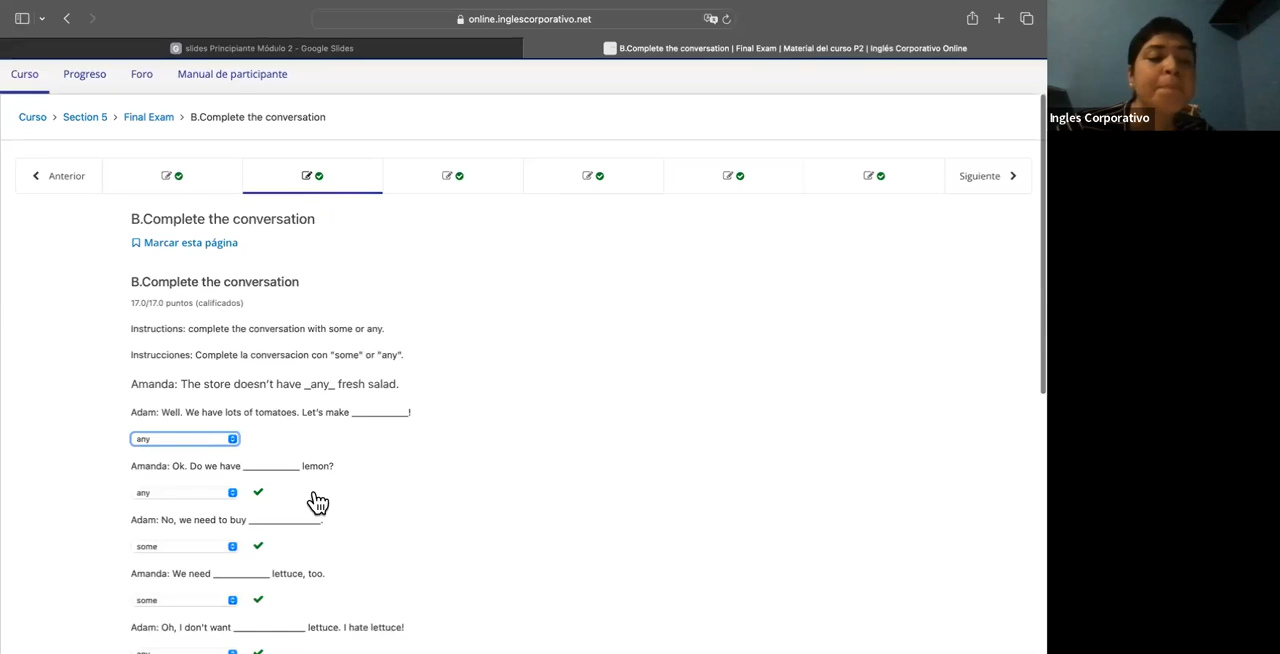 online.inglescorporativo.net
slides Principiante Módulo 2 - Google Slides
B.Complete the conversation | Final Exam | Material del curso P2 | Inglés Corporativo Online
Curso
Progreso
Foro
Manual de participante
Ingles Corporativo
Curso > Section 5 > Final Exam > B.Complete the conversation
Anterior
Siguiente
B.Complete the conversation
Marcar esta página
B.Complete the conversation
17.0/17.0 puntos (calificados)
Instructions: complete the conversation with some or any.
Instrucciones: Complete la conversacion con "some" or "any".
Amanda: The store doesn't have _any_ fresh salad.
Adam: Well. We have lots of tomatoes. Let's make __________!
any
Amanda: Ok. Do we have __________ lemon?
any
Adam: No, we need to buy _____________.
some
Amanda: We need __________ lettuce, too.
some
Adam: Oh, I don't want _____________ lettuce. I hate lettuce!
any